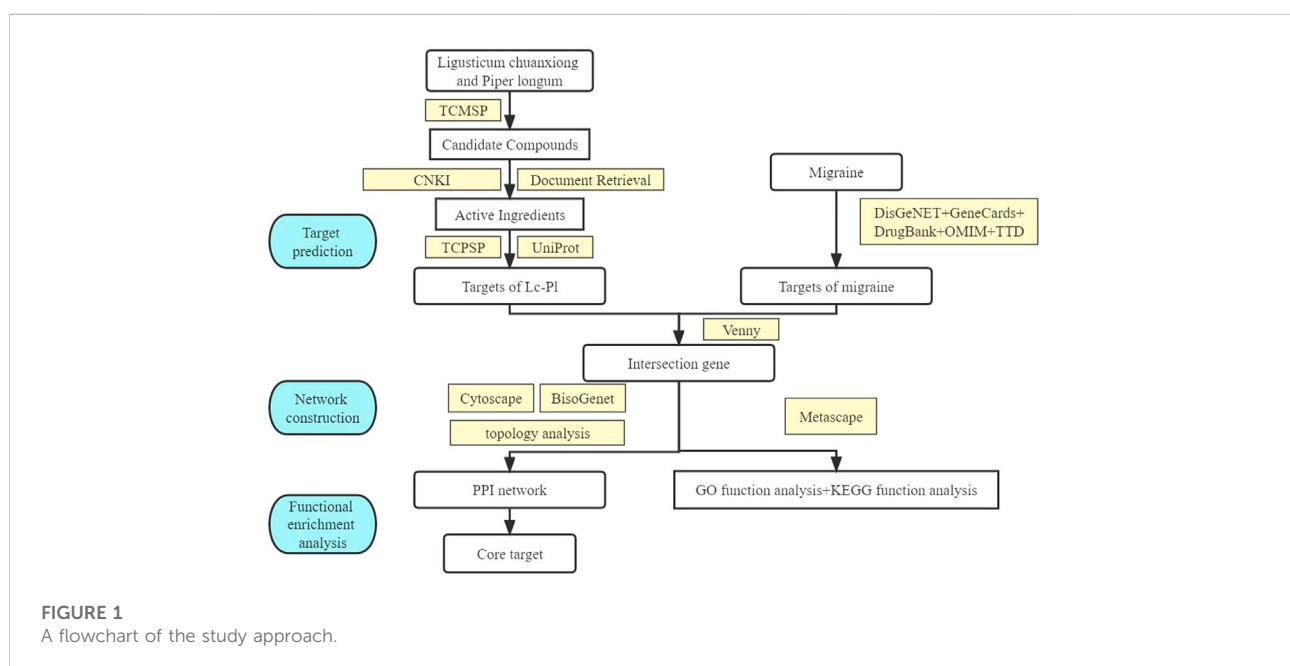 Ligusticum chuanxiong
and Piper longum
TCMSP
Candidate Compounds
CNKI
Document Retrieval
Active Ingredients
TCPSP
UniProt
Targets of Lc-Pl
Migraine
DisGeNET+GeneCards+
DrugBank+OMIM+TTD
Targets of migraine
Target
prediction
Venny
Intersection gene
Network
construction
Cytoscape
BisoGenet
topology analysis
Metascape
PPI network
GO function analysis+KEGG function analysis
Functional
enrichment
analysis
Core target
FIGURE 1
A flowchart of the study approach.